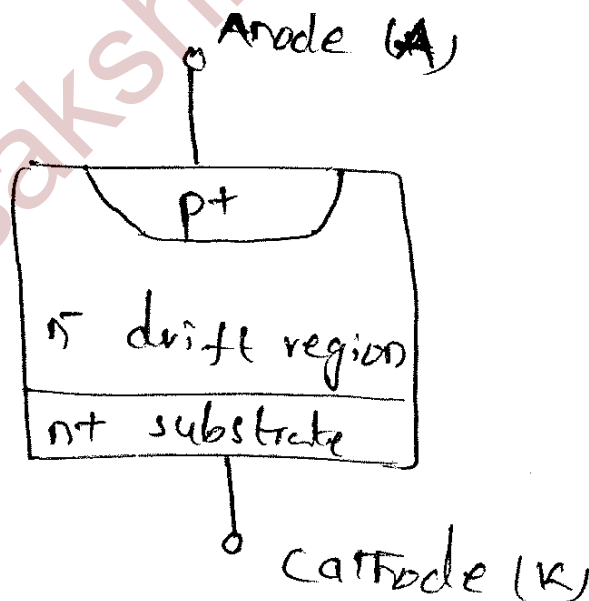 Anode (A)
p+
n- drift region
n+ substrate
Cathode (K)